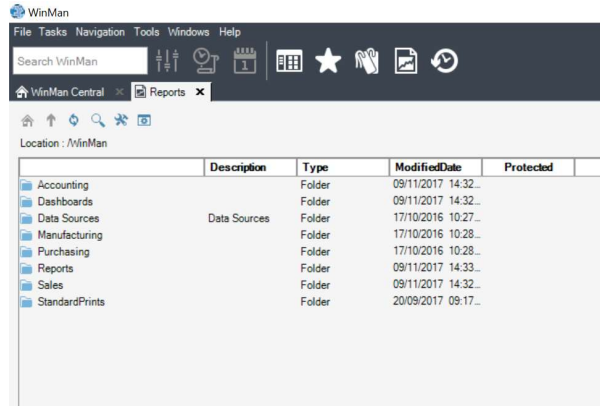 WinMan
File Tasks Navigation Tools Windows Help
Search WinMan
1
WinMan Central Reports
Location : /WinMan
Description Type ModifiedDate Protected
Accounting Folder 09/11/2017 14:32...
Dashboards Folder 09/11/2017 14:32...
Data Sources Data Sources Folder 17/10/2016 10:27...
Manufacturing Folder 17/10/2016 10:28...
Purchasing Folder 17/10/2016 10:28...
Reports Folder 09/11/2017 14:33...
Sales Folder 09/11/2017 14:32...
StandardPrints Folder 20/09/2017 09:17...